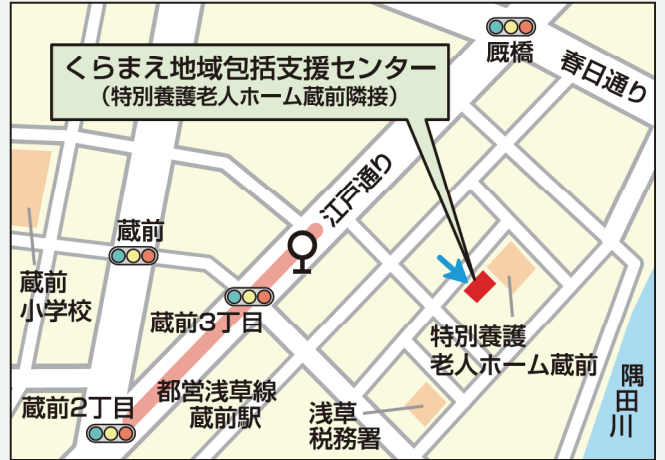 くらまえ地域包括支援センター
（特別養護老人ホーム蔵前隣接）
厩橋
春日通り
江戸通り
蔵前
蔵前
小学校
蔵前3丁目
特別養護
老人ホーム蔵前
都営浅草線
蔵前駅
蔵前2丁目
浅草
税務署
隅田川